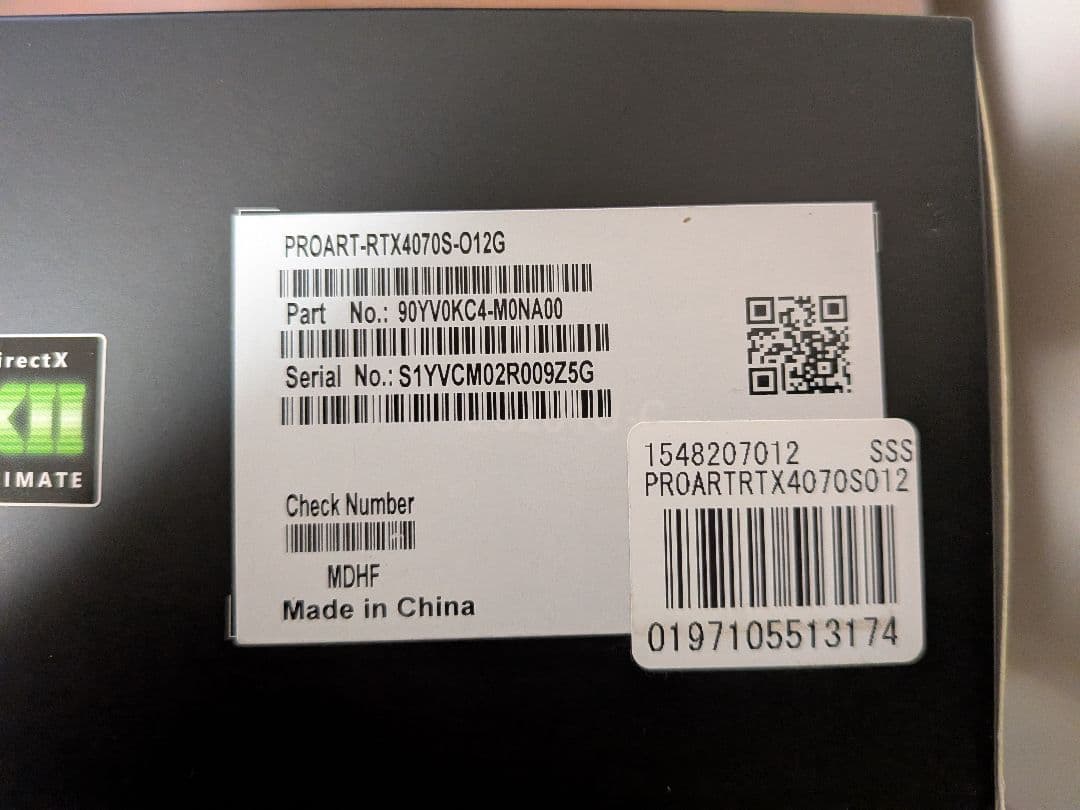 PROART-RTX4070S-O12G
Part No.: 90YV0KC4-M0NA00
Serial No.: S1YVCM02R009Z5G
irectX
IMATE
Check Number
MDHF
Made in China
1548207012 SSS
PROARTRTX4070S012
0197105513174